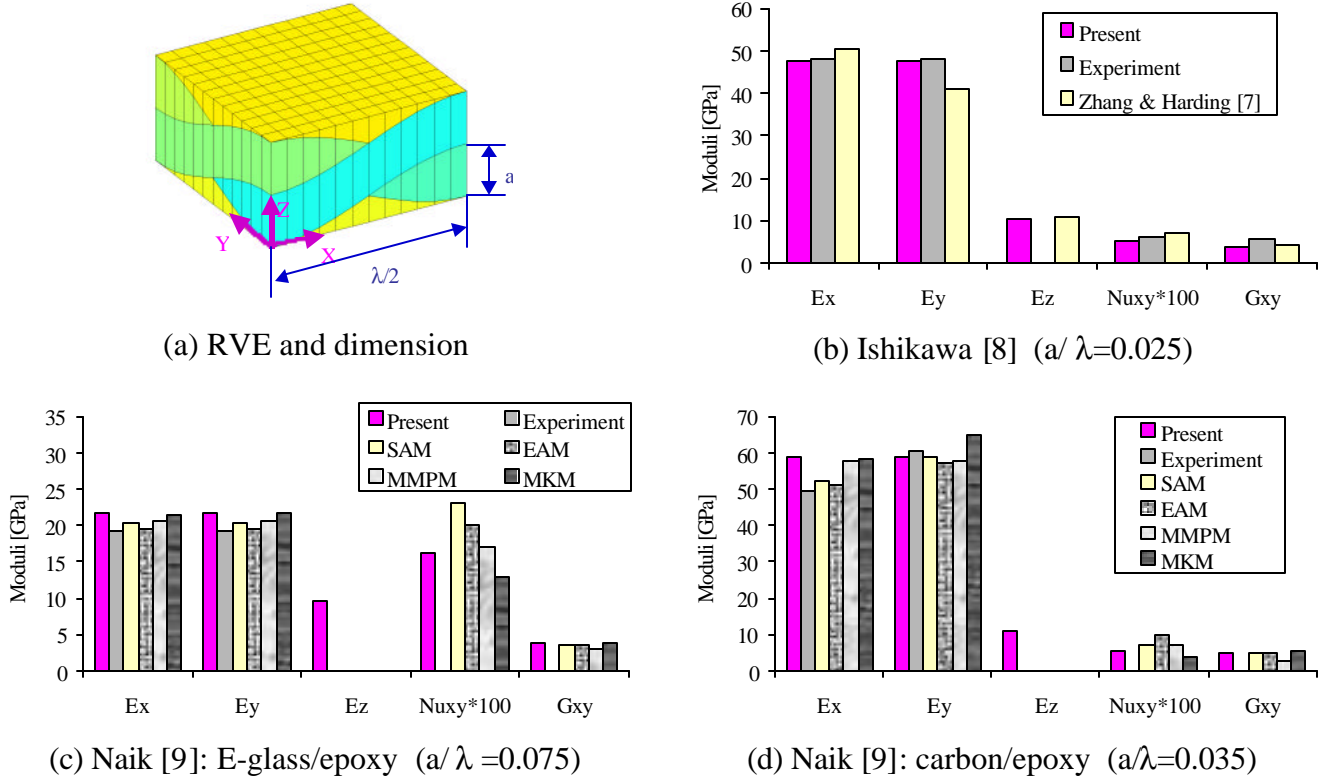 Z
Y
X
a
λ/2
(a) RVE and dimension
60
50
40
30
20
10
0
Moduli [GPa]
Present
Experiment
Zhang & Harding [7]
Ex Ey Ez Nuxy*100 Gxy
(b) Ishikawa [8] (a/ λ=0.025)
35
30
25
20
15
10
5
0
Moduli [GPa]
Present Experiment
SAM EAM
MMPM MKM
Ex Ey Ez Nuxy*100 Gxy
(c) Naik [9]: E-glass/epoxy (a/ λ =0.075)
70
60
50
40
30
20
10
0
Moduli [GPa]
Present
Experiment
SAM
EAM
MMPM
MKM
Ex Ey Ez Nuxy*100 Gxy
(d) Naik [9]: carbon/epoxy (a/λ=0.035)